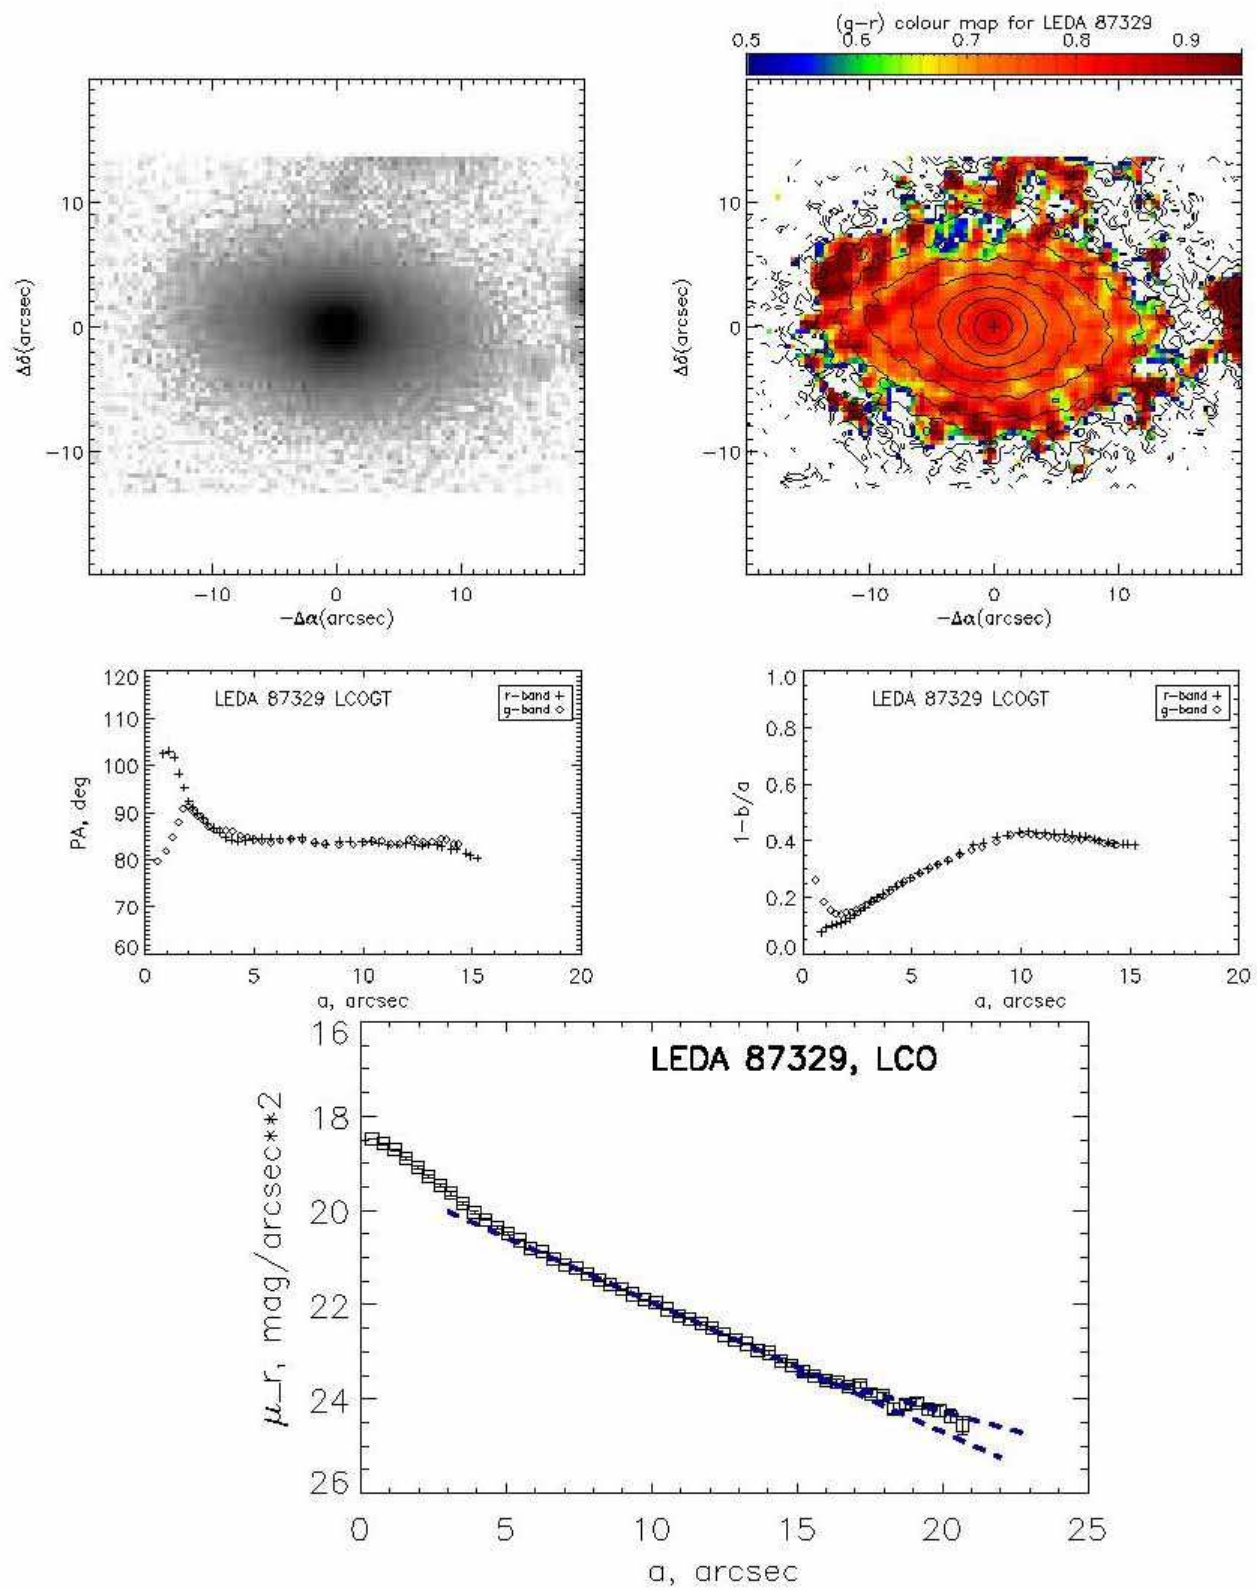 (g-r) colour map for LEDA 87329
0.5 0.6 0.7 0.8 0.9
10
0
-10
Δδ(arcsec)
-10 0 10
-Δα(arcsec)
10
0
-10
Δδ(arcsec)
-10 0 10
-Δα(arcsec)
120
110
100
90
80
70
60
PA, deg
LEDA 87329 LCOGT
r-band +
g-band ◇
0 5 10 15 20
a, arcsec
1.0
0.8
0.6
0.4
0.2
0.0
1-b/a
LEDA 87329 LCOGT
r-band +
g-band ◇
0 5 10 15 20
a, arcsec
16
18
20
22
24
26
μ_r, mag/arcsec**2
LEDA 87329, LCO
0 5 10 15 20 25
a, arcsec